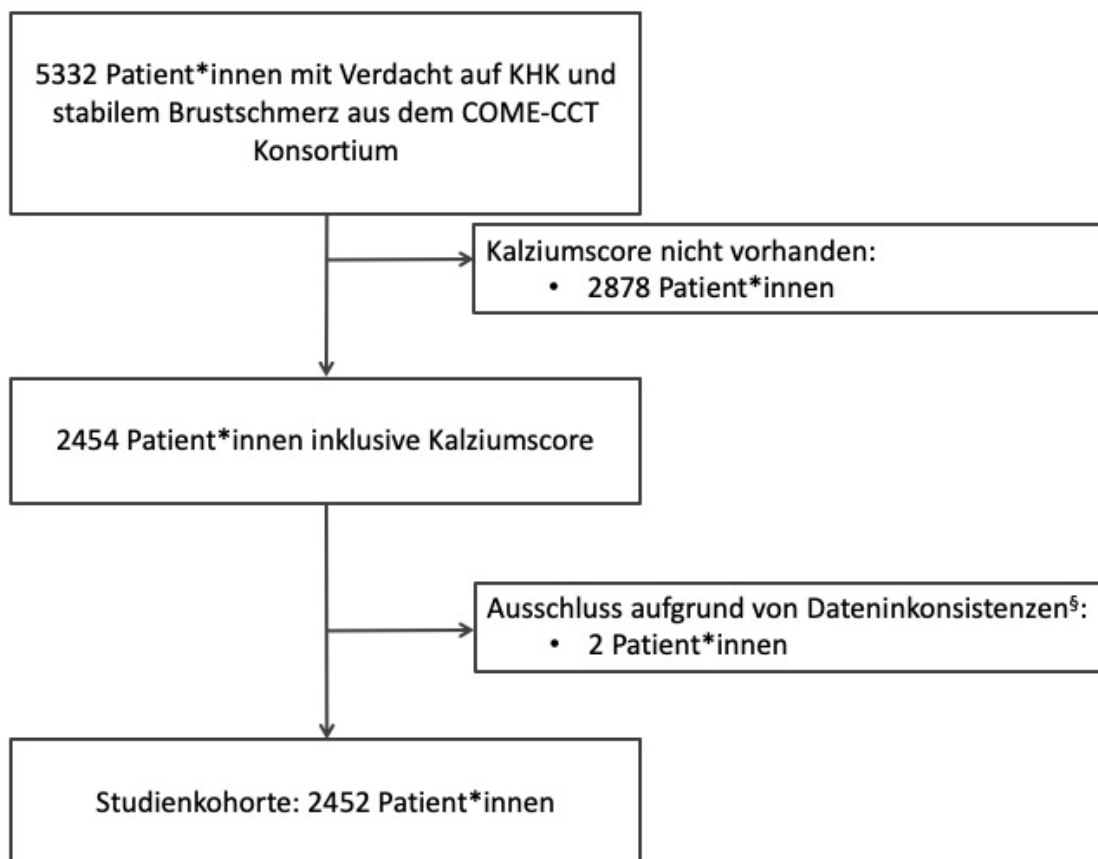 5332 Patient*innen mit Verdacht auf KHK und
stabilem Brustschmerz aus dem COME-CCT
Konsortium
Kalziumscore nicht vorhanden:
• 2878 Patient*innen
2454 Patient*innen inklusive Kalziumscore
Ausschluss aufgrund von Dateninkonsistenzen§:
• 2 Patient*innen
Studienkohorte: 2452 Patient*innen